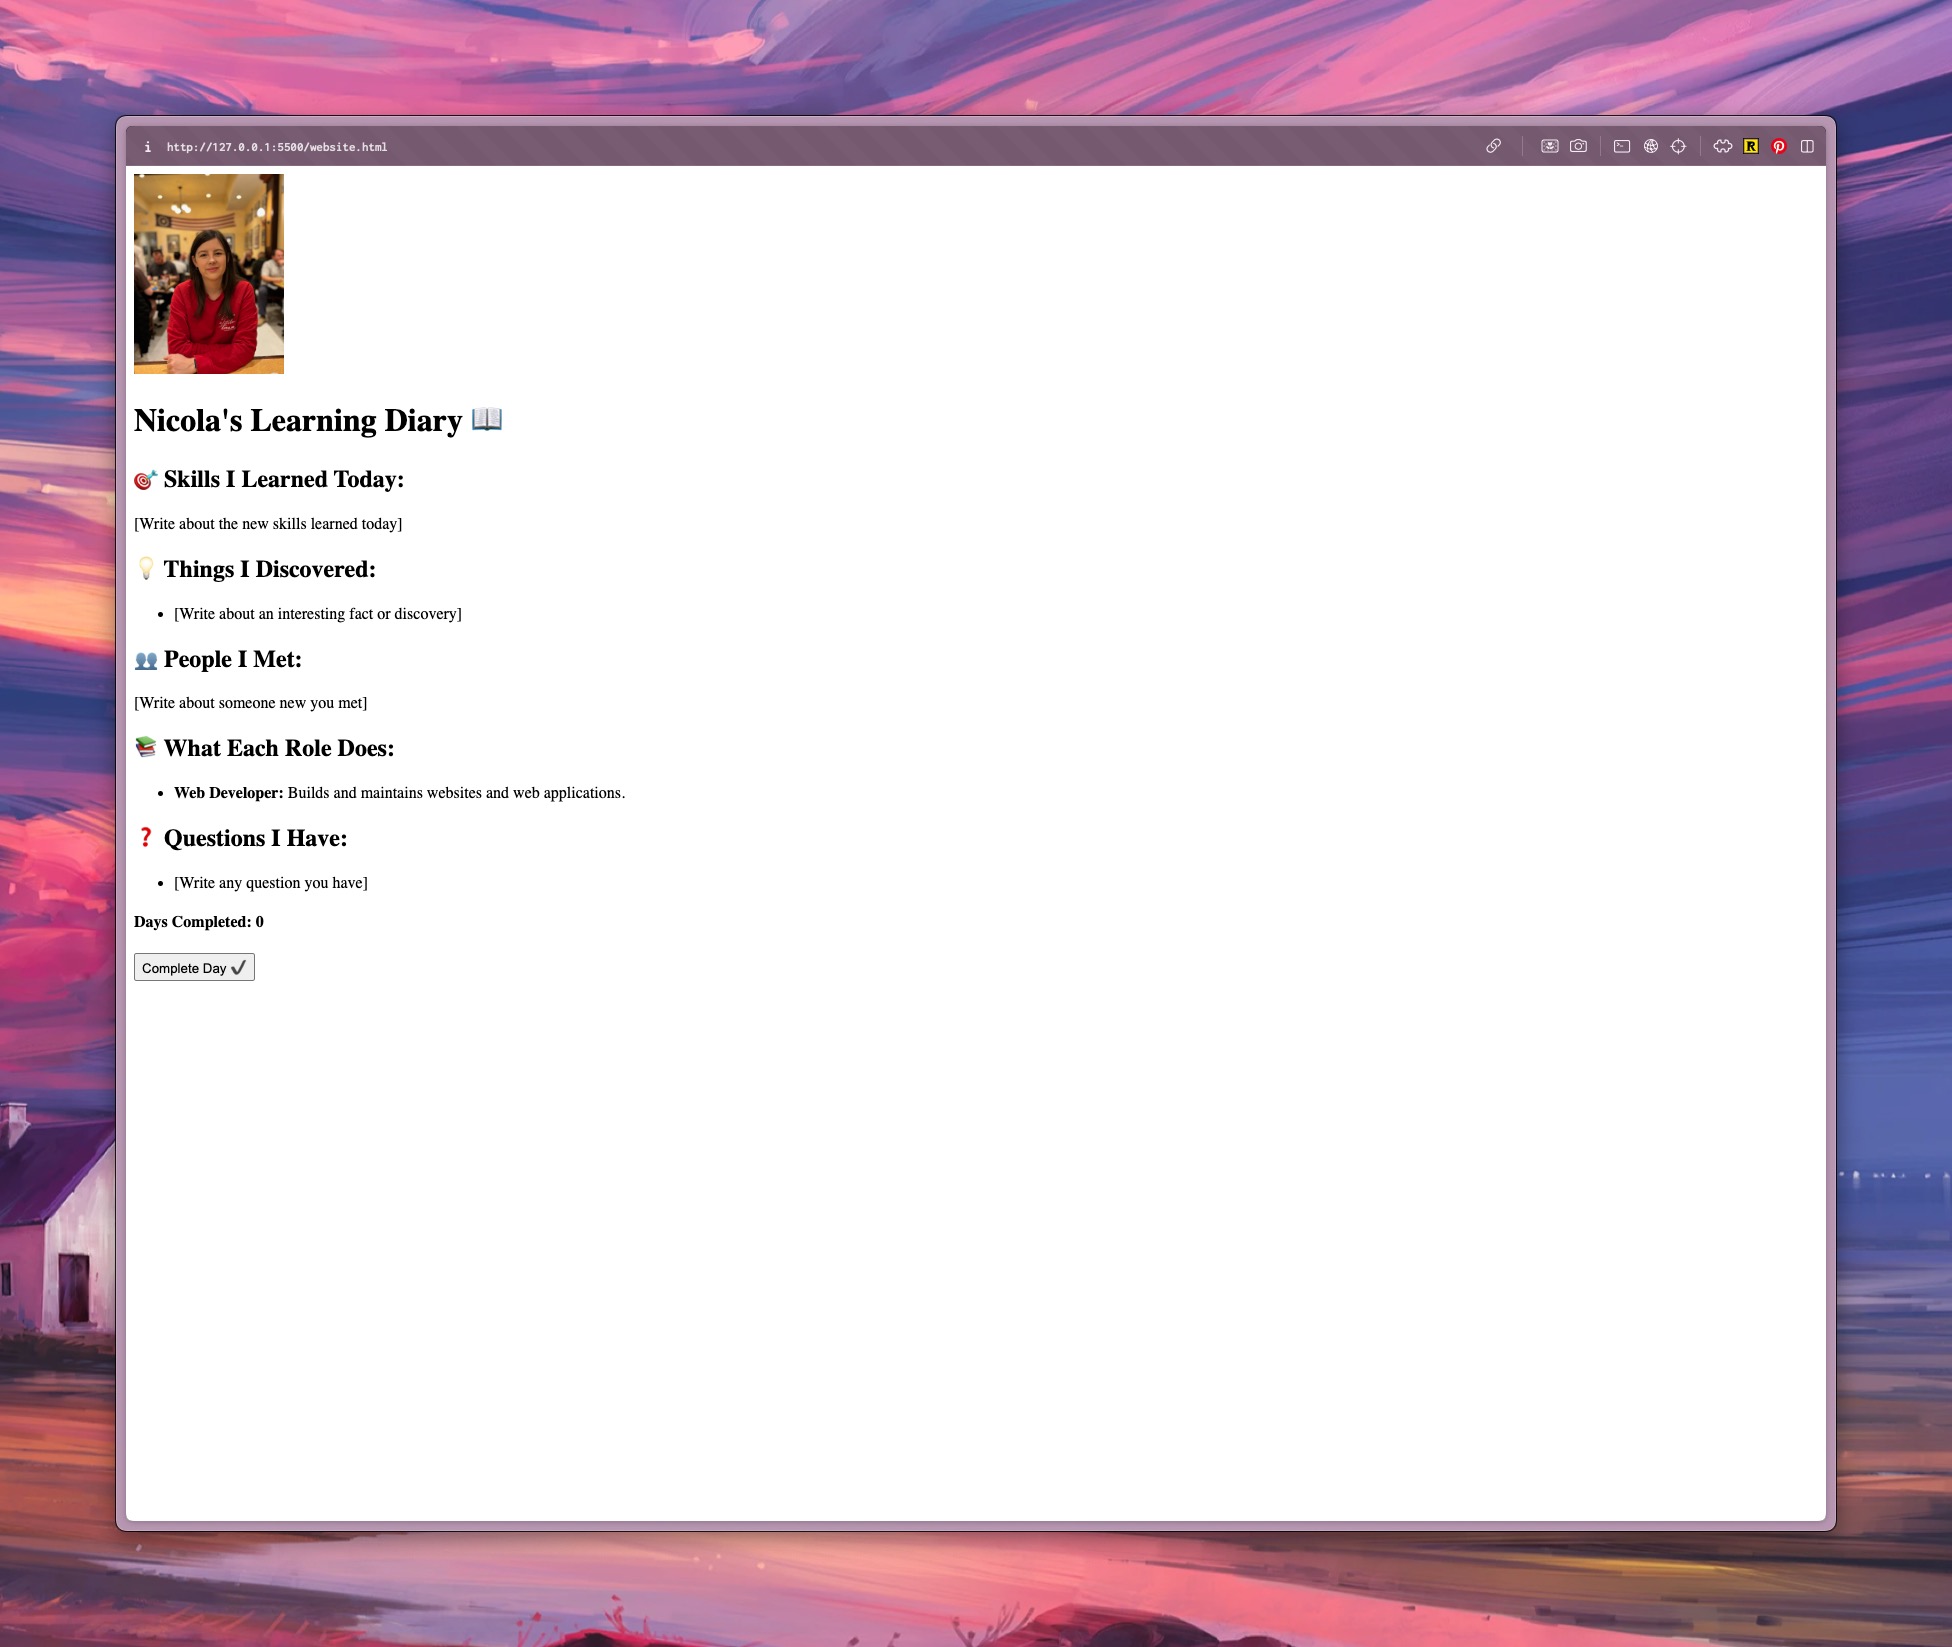 http://127.0.0.1:5500/website.html
Nicola's Learning Diary 📖
🎯 Skills I Learned Today:
[Write about the new skills learned today]
💡 Things I Discovered:
• [Write about an interesting fact or discovery]
👥 People I Met:
[Write about someone new you met]
📚 What Each Role Does:
• Web Developer: Builds and maintains websites and web applications.
❓ Questions I Have:
• [Write any question you have]
Days Completed: 0
Complete Day ✔